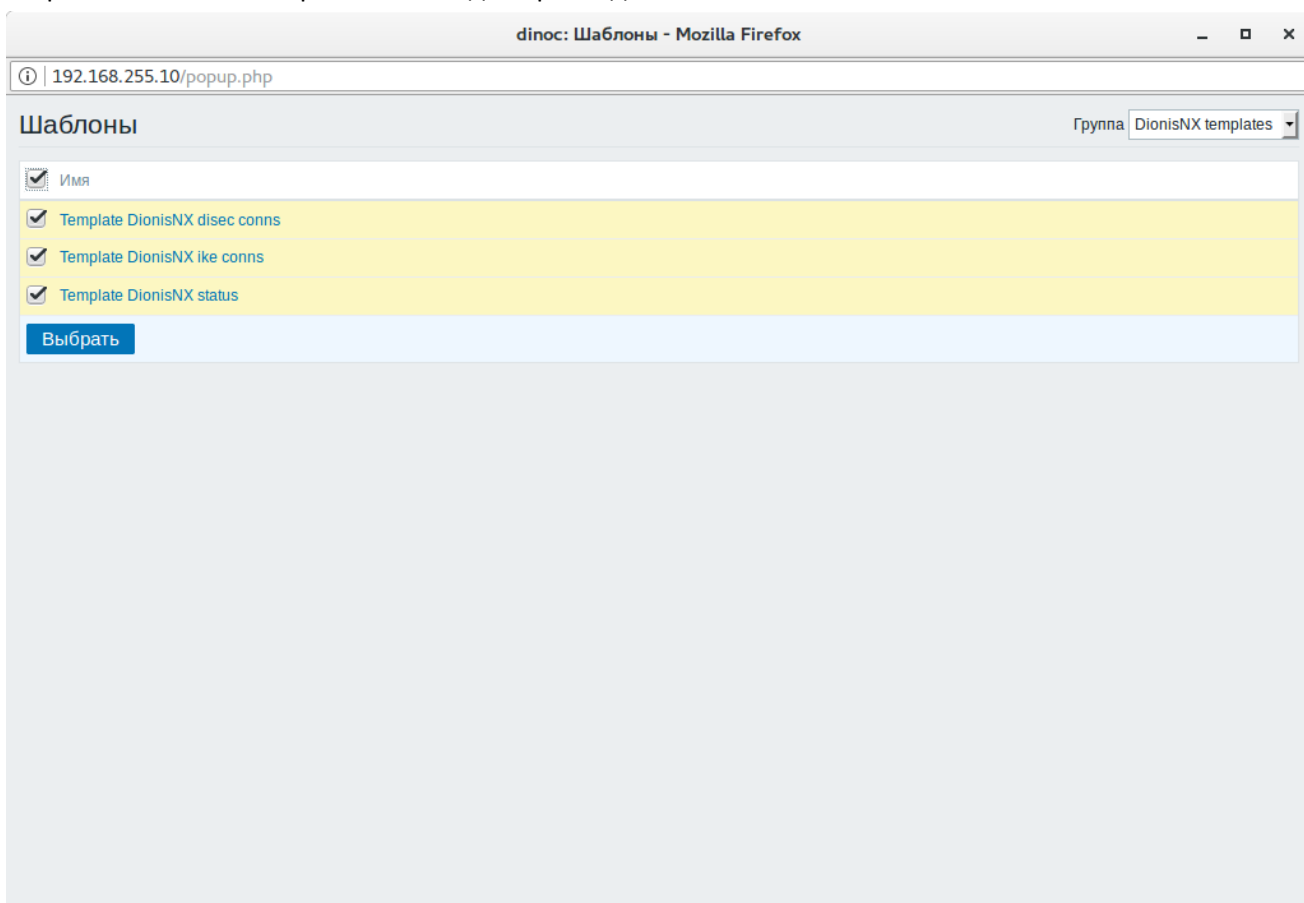 dinoc: Шаблоны - Mozilla Firefox
192.168.255.10/popup.php
Шаблоны
Группа DionisNX templates
Имя
Template DionisNX disec conns
Template DionisNX ike conns
Template DionisNX status
Выбрать